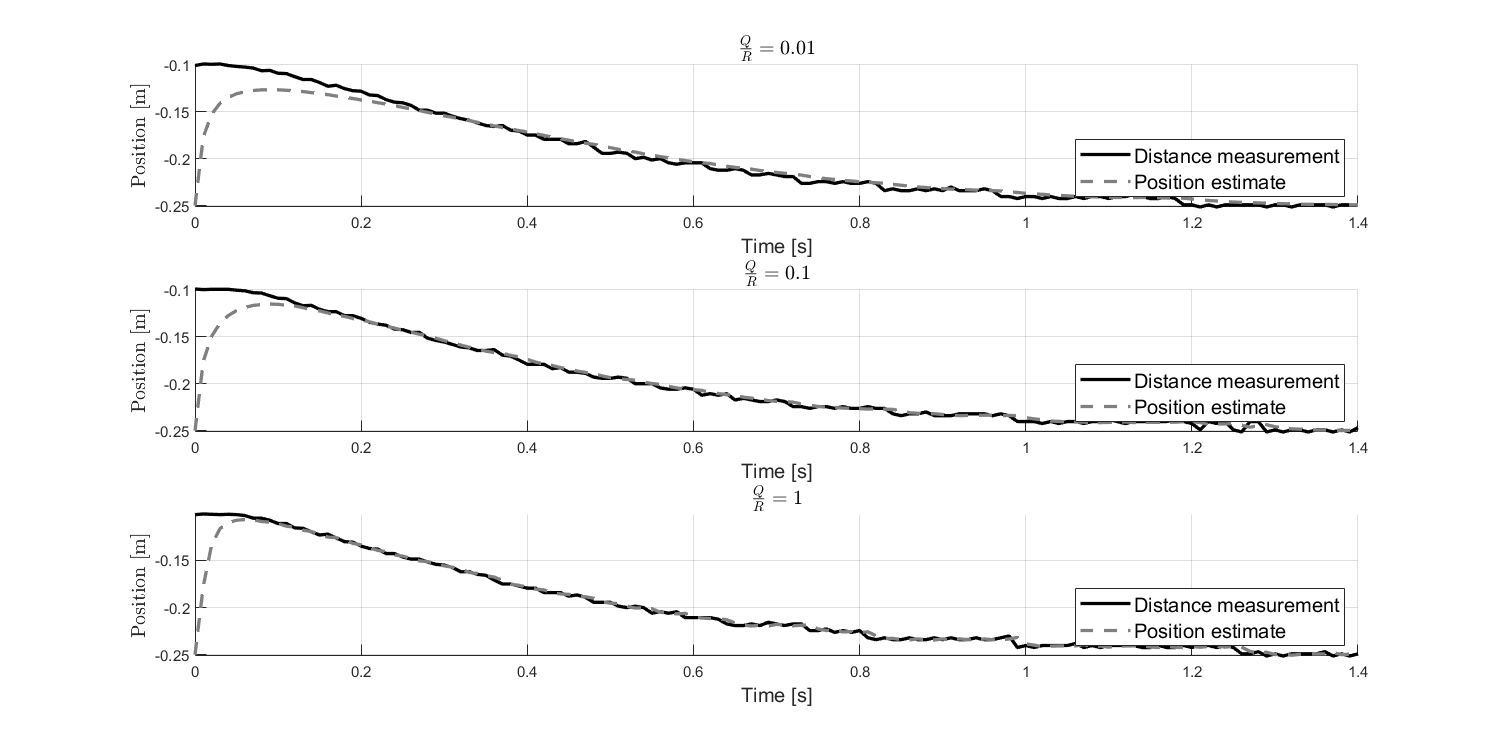 Q/R = 0.01
Position [m]
-0.1
-0.15
-0.2
-0.25
Distance measurement
Position estimate
0 0.2 0.4 0.6 0.8 1 1.2 1.4
Time [s]
Q/R = 0.1
Position [m]
-0.1
-0.15
-0.2
-0.25
Distance measurement
Position estimate
0 0.2 0.4 0.6 0.8 1 1.2 1.4
Time [s]
Q/R = 1
Position [m]
-0.15
-0.2
-0.25
Distance measurement
Position estimate
0 0.2 0.4 0.6 0.8 1 1.2 1.4
Time [s]